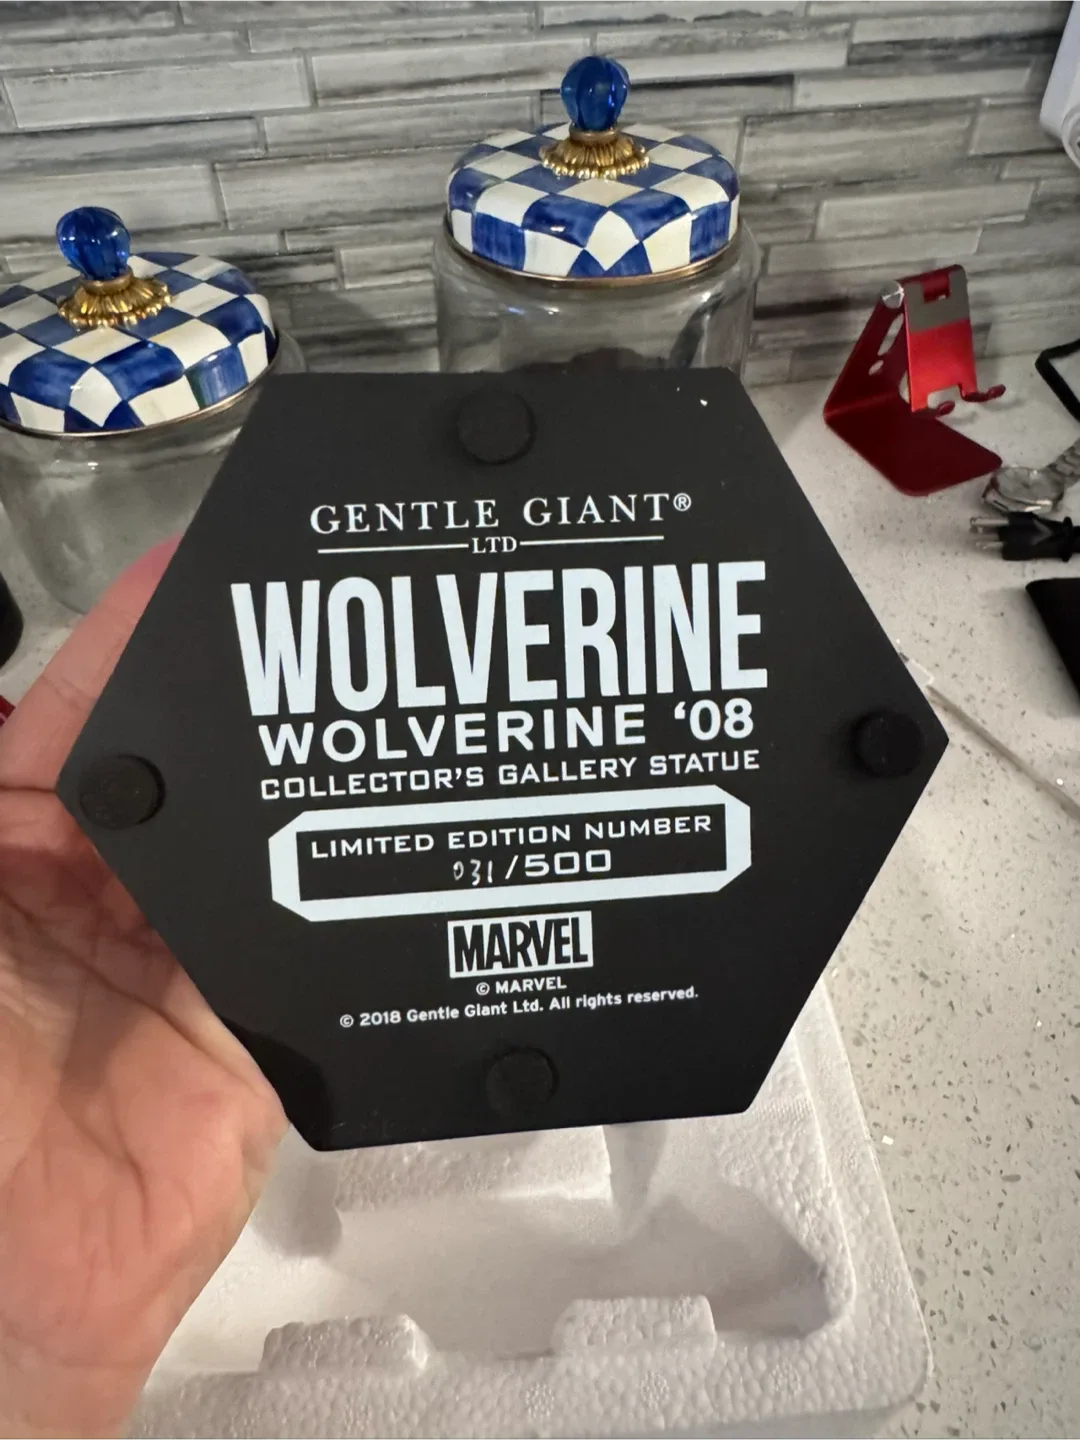 GENTLE GIANT®
LTD
WOLVERINE
WOLVERINE ‘08
COLLECTOR'S GALLERY STATUE
LIMITED EDITION NUMBER
031/500
MARVEL
© MARVEL
© 2018 Gentle Giant Ltd. All rights reserved.